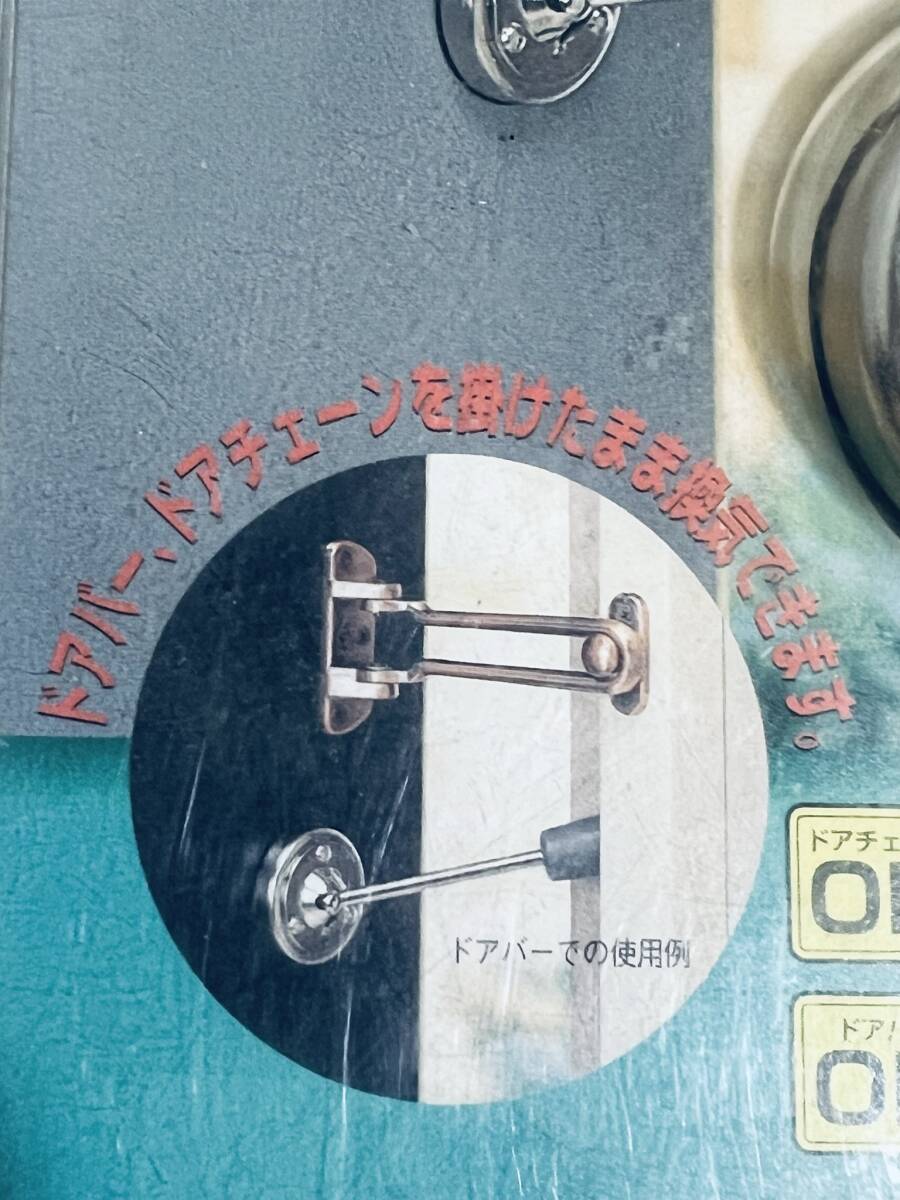 ドアバー、ドアチェーンを掛けたまま換気できます。
ドアバーでの使用例
ドアチェ
O
ドアバ
O